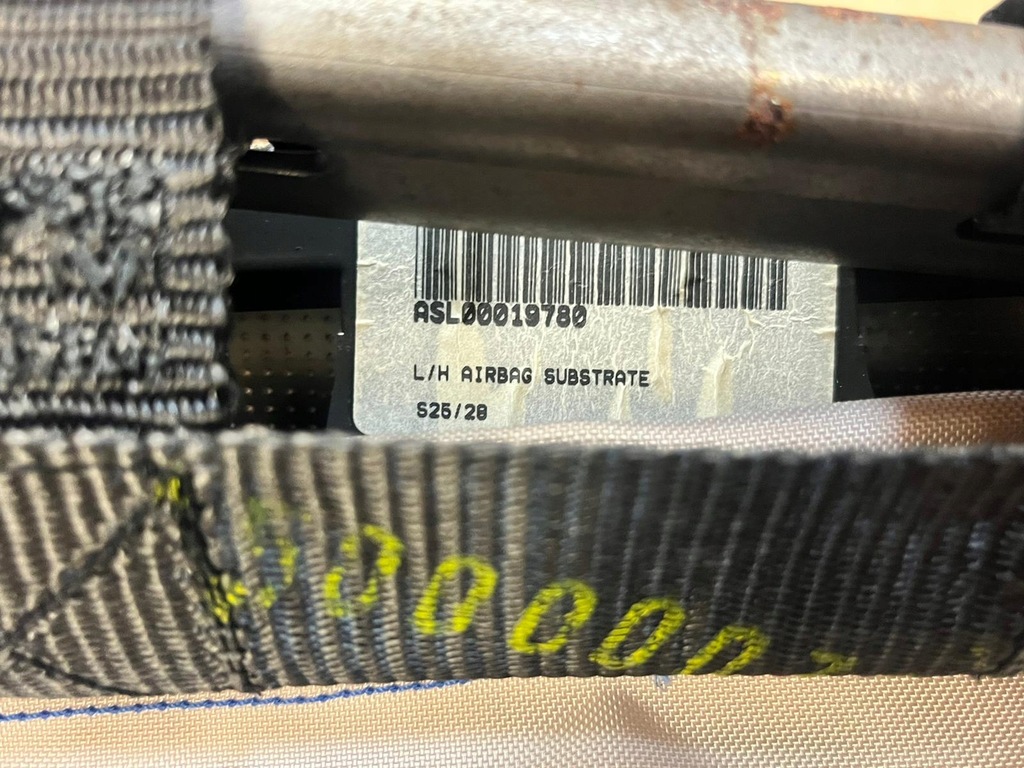 ASL00019780
L/H AIRBAG SUBSTRATE
S25/28